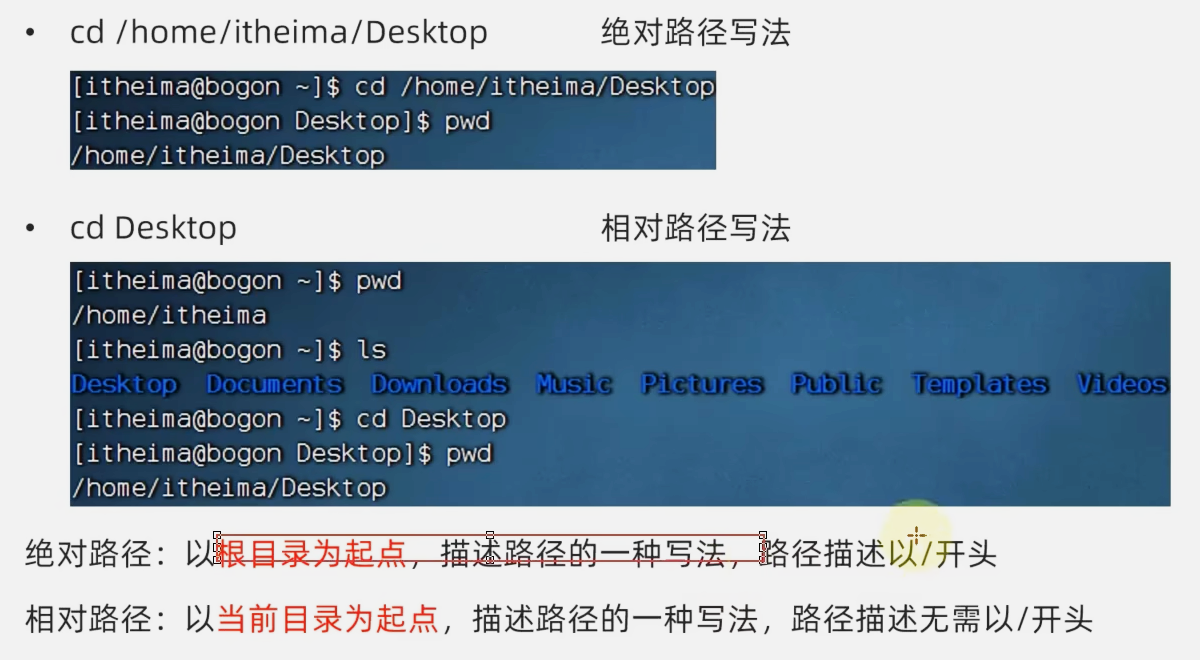 • cd /home/itheima/Desktop 绝对路径写法
[itheima@bogon ~]$ cd /home/itheima/Desktop
[itheima@bogon Desktop]$ pwd
/home/itheima/Desktop
• cd Desktop 相对路径写法
[itheima@bogon ~]$ pwd
/home/itheima
[itheima@bogon ~]$ ls
Desktop Documents Downloads Music Pictures Public Templates Videos
[itheima@bogon ~]$ cd Desktop
[itheima@bogon Desktop]$ pwd
/home/itheima/Desktop
绝对路径：以根目录为起点，描述路径的一种写法，路径描述以/开头
相对路径：以当前目录为起点，描述路径的一种写法，路径描述无需以/开头